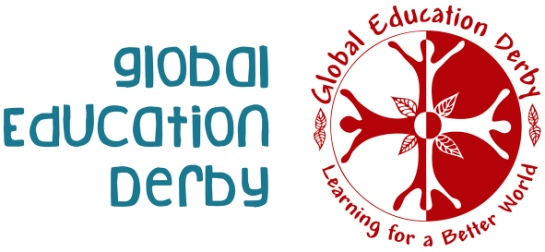 global
Education
Derby
Global Education Derby
Learning for a Better World